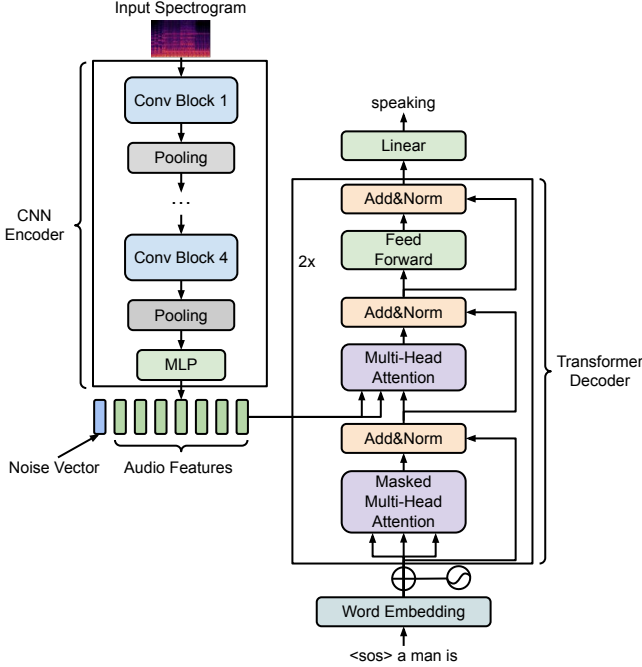 Input Spectrogram
Conv Block 1
Pooling
...
Conv Block 4
Pooling
MLP
CNN
Encoder
Noise Vector
Audio Features
speaking
Linear
Add&Norm
Feed
Forward
2x
Add&Norm
Multi-Head
Attention
Add&Norm
Masked
Multi-Head
Attention
Transformer
Decoder
Word Embedding
<sos> a man is